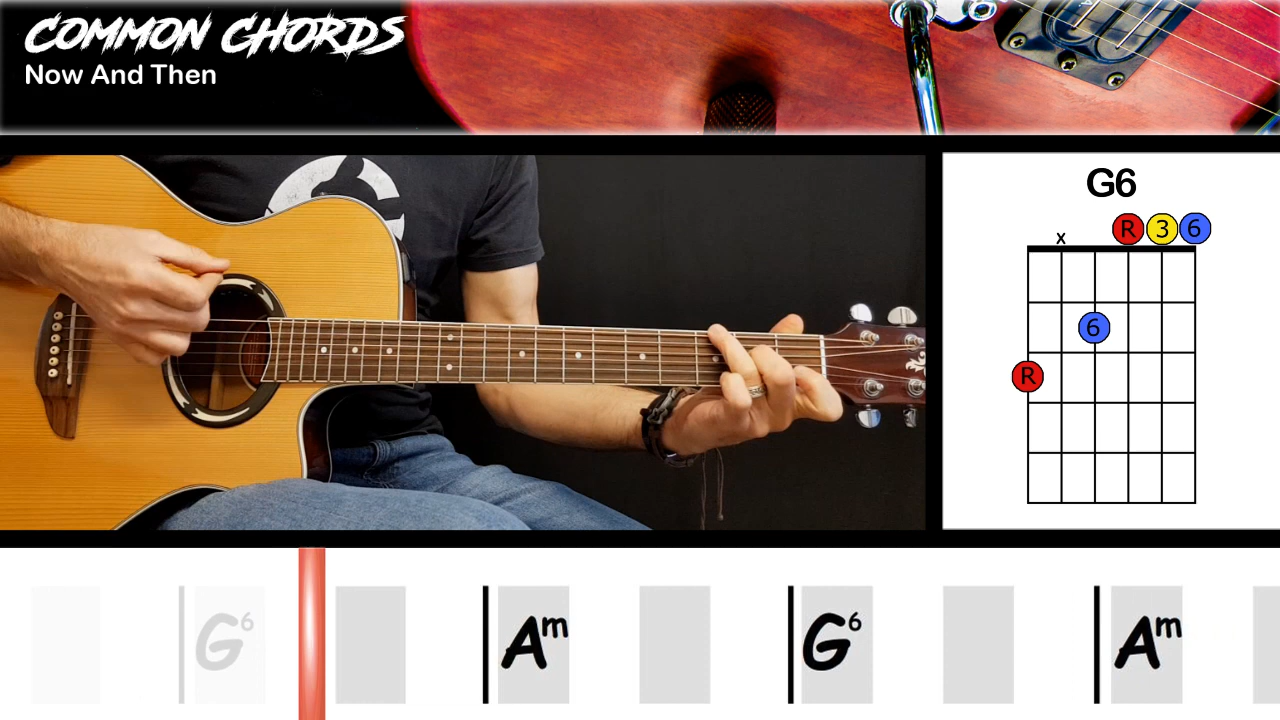 COMMON CHORDS
Now And Then
G6
x R 3 6
6
R
G6 Am G6 Am